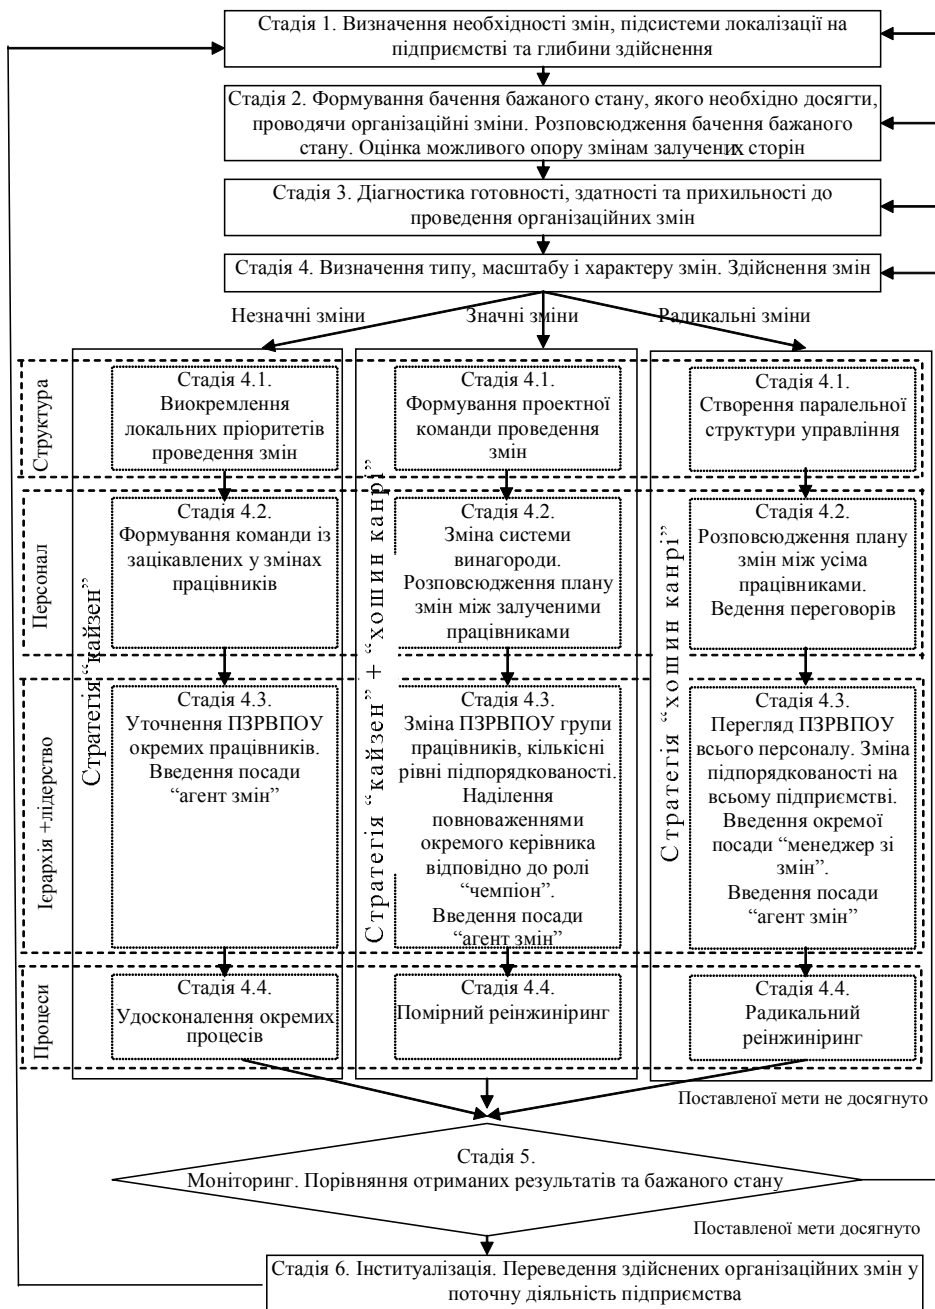 Стадія 1. Визначення необхідності змін, підсистеми локалізації на
підприємстві та глибини здійснення
Стадія 2. Формування бачення бажаного стану, якого необхідно досягти,
проводячи організаційні зміни. Розповсюдження бачення бажаного
стану. Оцінка можливого опору змінам залучених сторін
Стадія 3. Діагностика готовності, здатності та прихильності до
проведення організаційних змін
Стадія 4. Визначення типу, масштабу і характеру змін. Здійснення змін
Незначні зміни
Значні зміни
Радикальні зміни
Структура
Стадія 4.1.
Виокремлення
локальних пріоритетів
проведення змін
Стадія 4.1.
Формування проектної
команди проведення
змін
Стадія 4.1.
Створення паралельної
структури управління
Персонал
Стадія 4.2.
Формування команди із
зацікавлених у змінах
працівників
Стадія 4.2.
Зміна системи
винагороди.
Розповсюдження плану
змін між залученими
працівниками
Стадія 4.2.
Розповсюдження плану
змін між усіма
працівниками.
Ведення переговорів
Стратегія “кайзен”
Стратегія “кайзен” + “хошин канрі”
Стратегія “хошин канрі”
Ієрархія +лідерство
Стадія 4.3.
Уточнення ПЗРВПОУ
окремих працівників.
Введення посади
“агент змін”
Стадія 4.3.
Зміна ПЗРВПОУ групи
працівників, кількісні
рівні підпорядкованості.
Наділення
повноваженнями
окремого керівника
відповідно до ролі
“чемпіон”.
Введення посади
“агент змін”
Стадія 4.3.
Перегляд ПЗРВПОУ
всього персоналу. Зміна
підпорядкованості на
всьому підприємстві.
Введення окремої
посади “менеджер зі
змін”.
Введення посади
“агент змін”
Процеси
Стадія 4.4.
Удосконалення окремих
процесів
Стадія 4.4.
Помірний реінжиніринг
Стадія 4.4.
Радикальний
реінжиніринг
Поставленої мети не досягнуто
Стадія 5.
Моніторинг. Порівняння отриманих результатів та бажаного стану
Поставленої мети досягнуто
Стадія 6. Інституалізація. Переведення здійснених організаційних змін у
поточну діяльність підприємства